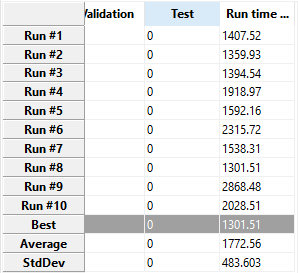 Validation Test Run time ...
Run #1 0 1407.52
Run #2 0 1359.93
Run #3 0 1394.54
Run #4 0 1918.97
Run #5 0 1592.16
Run #6 0 2315.72
Run #7 0 1538.31
Run #8 0 1301.51
Run #9 0 2868.48
Run #10 0 2028.51
Best 0 1301.51
Average 0 1772.56
StdDev 0 483.603